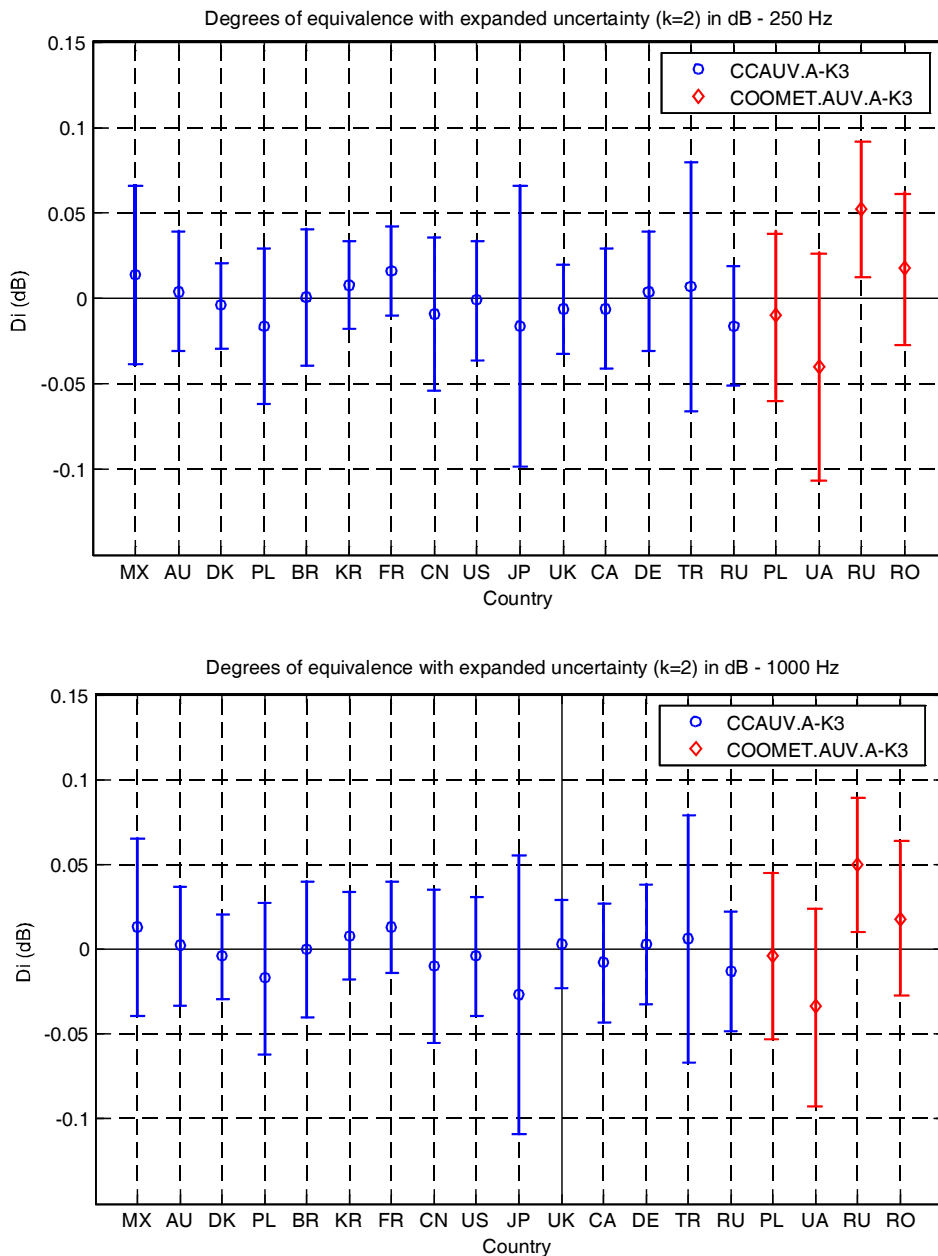 Degrees of equivalence with expanded uncertainty (k=2) in dB - 250 Hz
0.15
CCAUV.A-K3
COOMET.AUV.A-K3
0.1
0.05
0
-0.05
-0.1
Di (dB)
MX AU DK PL BR KR FR CN US JP UK CA DE TR RU PL UA RU RO
Country
Degrees of equivalence with expanded uncertainty (k=2) in dB - 1000 Hz
0.15
CCAUV.A-K3
COOMET.AUV.A-K3
0.1
0.05
0
-0.05
-0.1
Di (dB)
MX AU DK PL BR KR FR CN US JP UK CA DE TR RU PL UA RU RO
Country